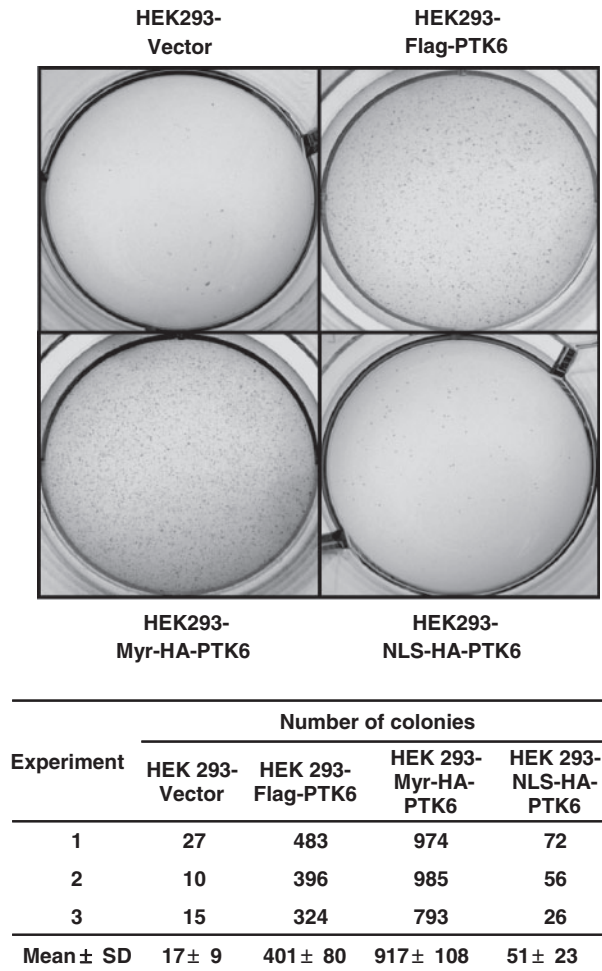 HEK293-
Vector
HEK293-
Flag-PTK6
HEK293-
Myr-HA-PTK6
HEK293-
NLS-HA-PTK6
Number of colonies
Experiment
HEK 293-
Vector
HEK 293-
Flag-PTK6
HEK 293-
Myr-HA-
PTK6
HEK 293-
NLS-HA-
PTK6
1 27 483 974 72
2 10 396 985 56
3 15 324 793 26
Mean ± SD 17± 9 401± 80 917± 108 51± 23